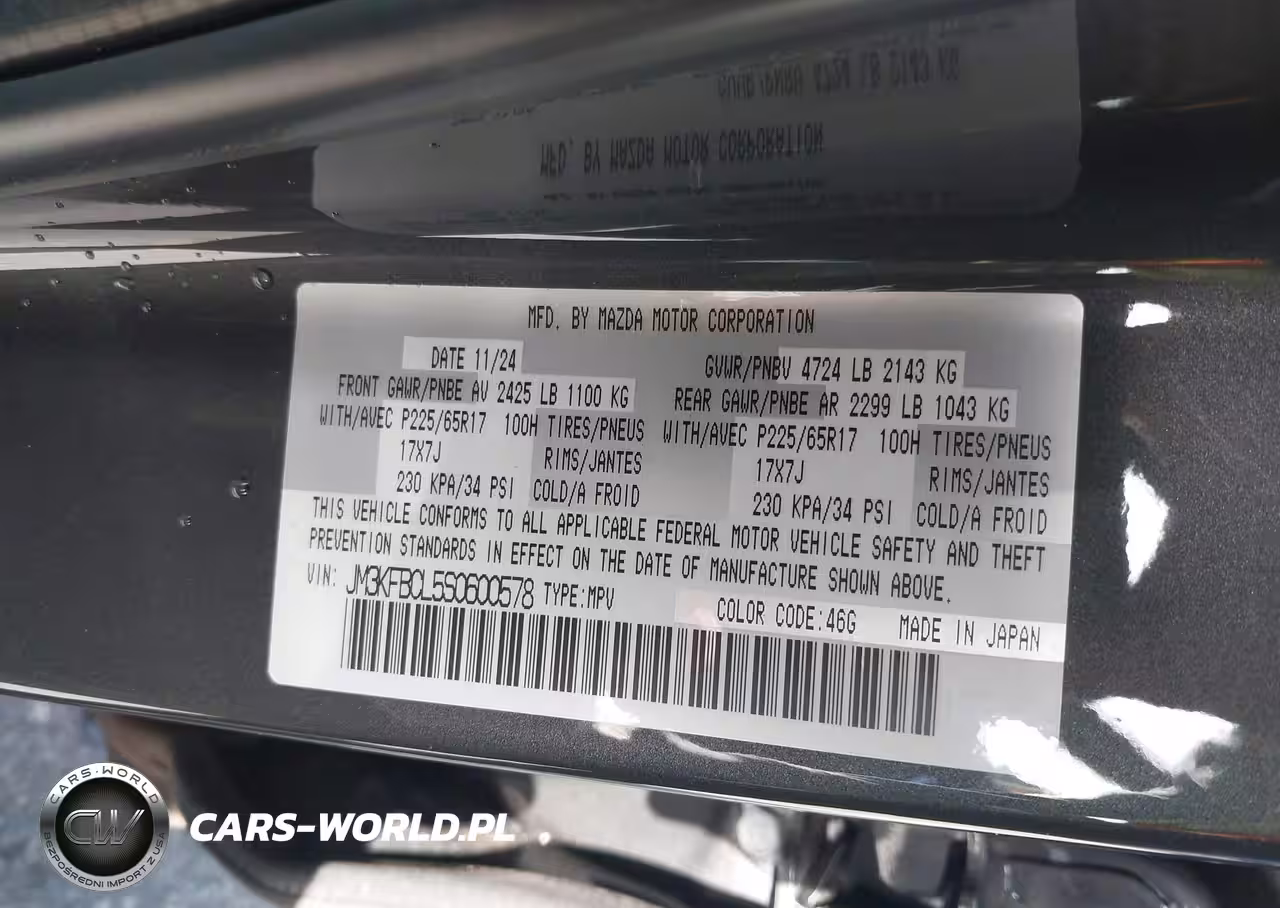 MFD. BY MAZDA MOTOR CORPORATION
MFD. BY MAZDA MOTOR CORPORATION
DATE 11/24 GVWR/PNBV 4724 LB 2143 KG
FRONT GAWR/PNBE AV 2425 LB 1100 KG REAR GAWR/PNBE AR 2299 LB 1043 KG
WITH/AVEC P225/65R17 100H TIRES/PNEUS WITH/AVEC P225/65R17 100H TIRES/PNEUS
17X7J RIMS/JANTES 17X7J RIMS/JANTES
230 KPA/34 PSI COLD/A FROID 230 KPA/34 PSI COLD/A FROID
THIS VEHICLE CONFORMS TO ALL APPLICABLE FEDERAL MOTOR VEHICLE SAFETY AND THEFT
PREVENTION STANDARDS IN EFFECT ON THE DATE OF MANUFACTURE SHOWN ABOVE.
VIN: JM3KFBCL5S0600578 TYPE:MPV COLOR CODE:46G MADE IN JAPAN
CARS-WORLD
CW
BEZPOŚREDNI IMPORT Z USA
CARS-WORLD.PL